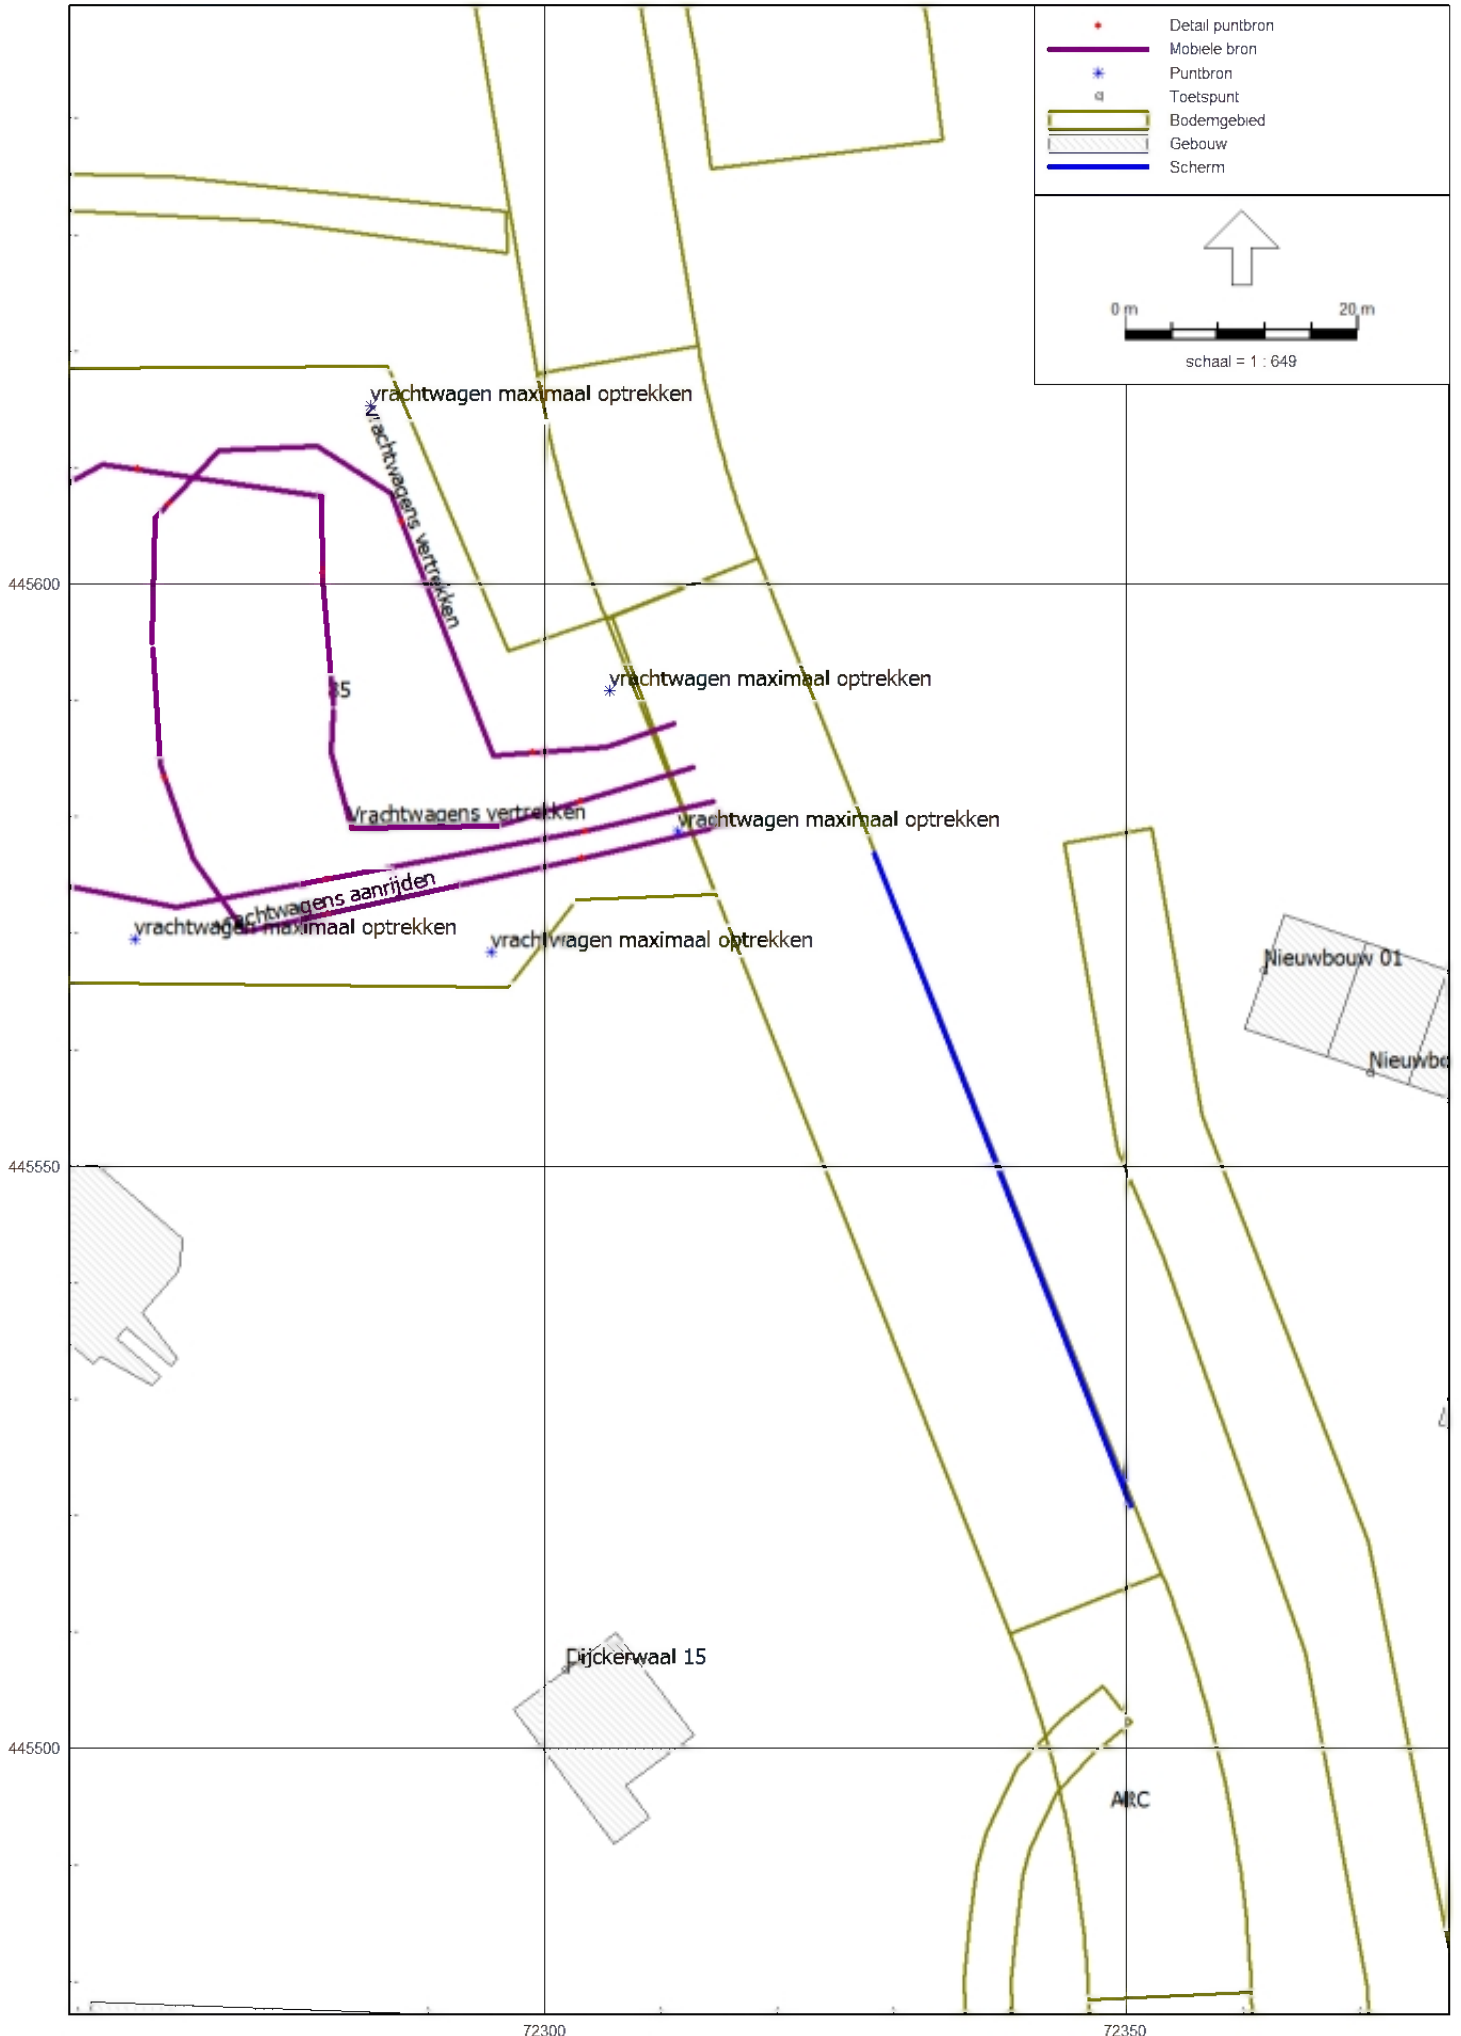 Detail puntbron
Mobiele bron
Puntbron
Toetspunt
Bodemgebied
Gebouw
Scherm
0 m
20 m
schaal = 1 : 649
vrachtwagen maximaal optrekken
vrachtwagens vertrekken
445600
vrachtwagen maximaal optrekken
35
Vrachtwagens vertrekken
vrachtwagen maximaal optrekken
vrachtwagens aanrijden
vrachtwagen maximaal optrekken
vrachtwagen maximaal optrekken
Nieuwbouw 01
Nieuwbo
445550
Dijckerwaal 15
445500
ARC
72300
72350